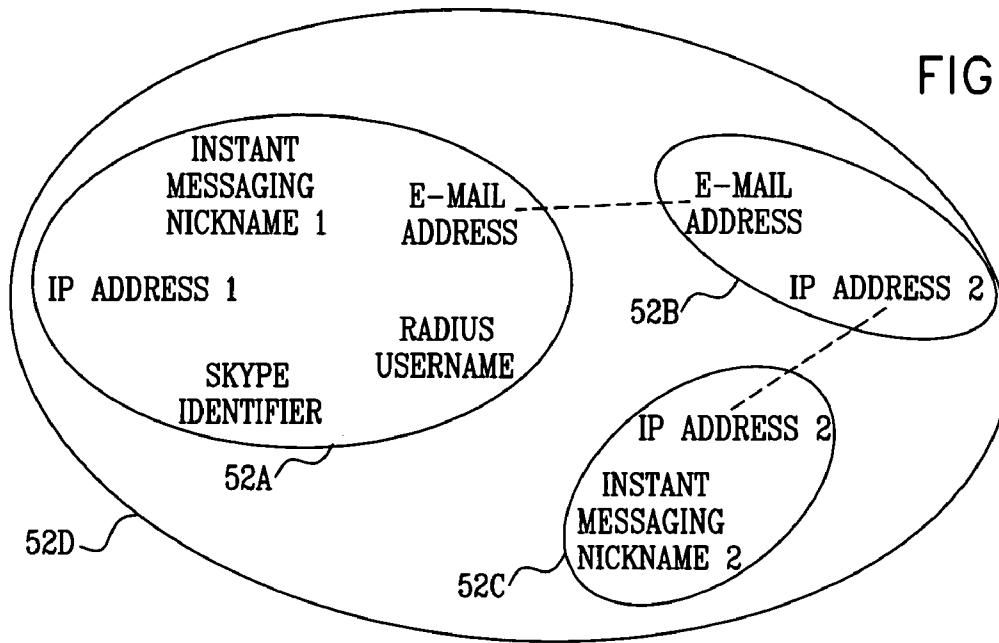 FIG
INSTANT
MESSAGING
NICKNAME 1
E-MAIL
ADDRESS
E-MAIL
ADDRESS
IP ADDRESS 1
IP ADDRESS 2
52B
RADIUS
USERNAME
SKYPE
IDENTIFIER
52A
IP ADDRESS 2
INSTANT
MESSAGING
NICKNAME 2
52D
52C